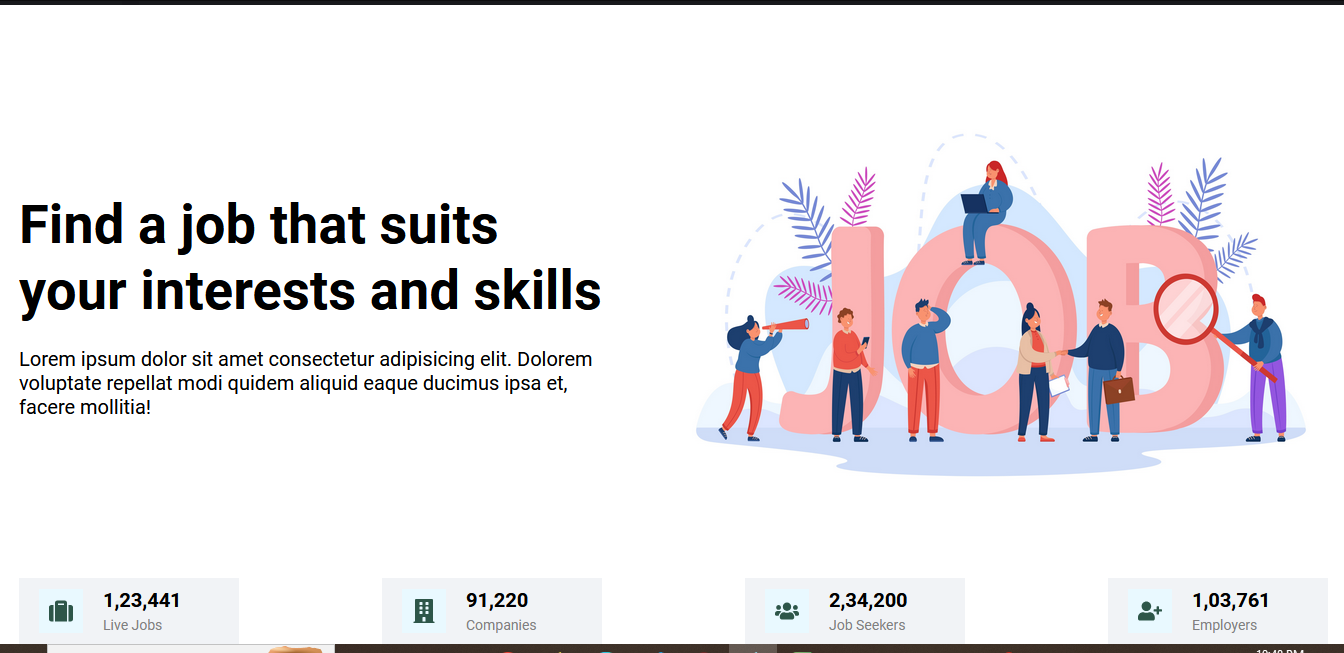 Find a job that suits
your interests and skills
Lorem ipsum dolor sit amet consectetur adipisicing elit. Dolorem
voluptate repellat modi quidem aliquid eaque ducimus ipsa et,
facere mollitia!
JOB
1,23,441
Live Jobs
91,220
Companies
2,34,200
Job Seekers
1,03,761
Employers